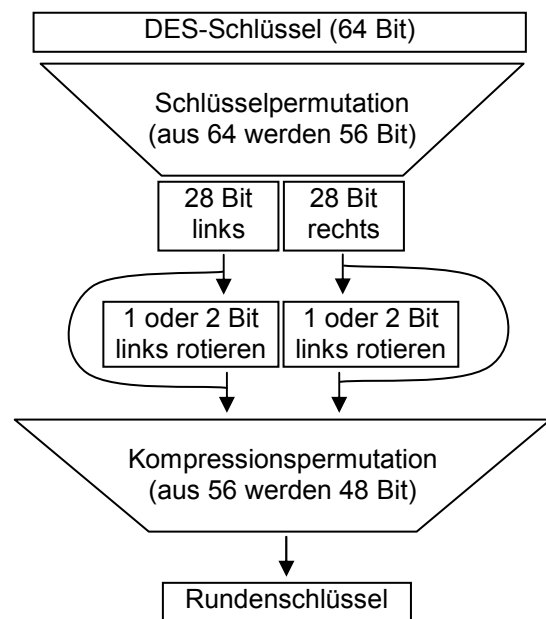 DES-Schlüssel (64 Bit)
Schlüsselpermutation
(aus 64 werden 56 Bit)
28 Bit
links
28 Bit
rechts
1 oder 2 Bit
links rotieren
1 oder 2 Bit
links rotieren
Kompressionspermutation
(aus 56 werden 48 Bit)
Rundenschlüssel